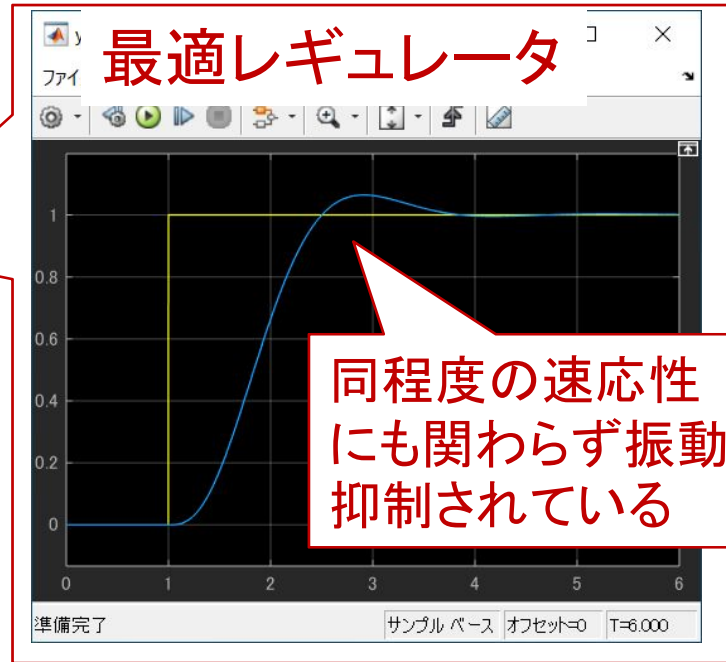 y
最適レギュレータ
ファイ
1
0.8
0.6
0.4
0.2
0
同程度の速応性
にも関わらず振動
抑制されている
0 1 2 3 4 5 6
準備完了 サンプル ベース オフセット=0 T=6.000